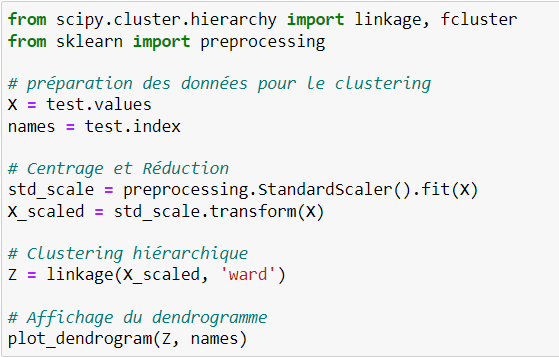 from scipy.cluster.hierarchy import linkage, fcluster
from sklearn import preprocessing
# préparation des données pour le clustering
X = test.values
names = test.index
# Centrage et Réduction
std_scale = preprocessing.StandardScaler().fit(X)
X_scaled = std_scale.transform(X)
# Clustering hiérarchique
Z = linkage(X_scaled, 'ward')
# Affichage du dendrogramme
plot_dendrogram(Z, names)